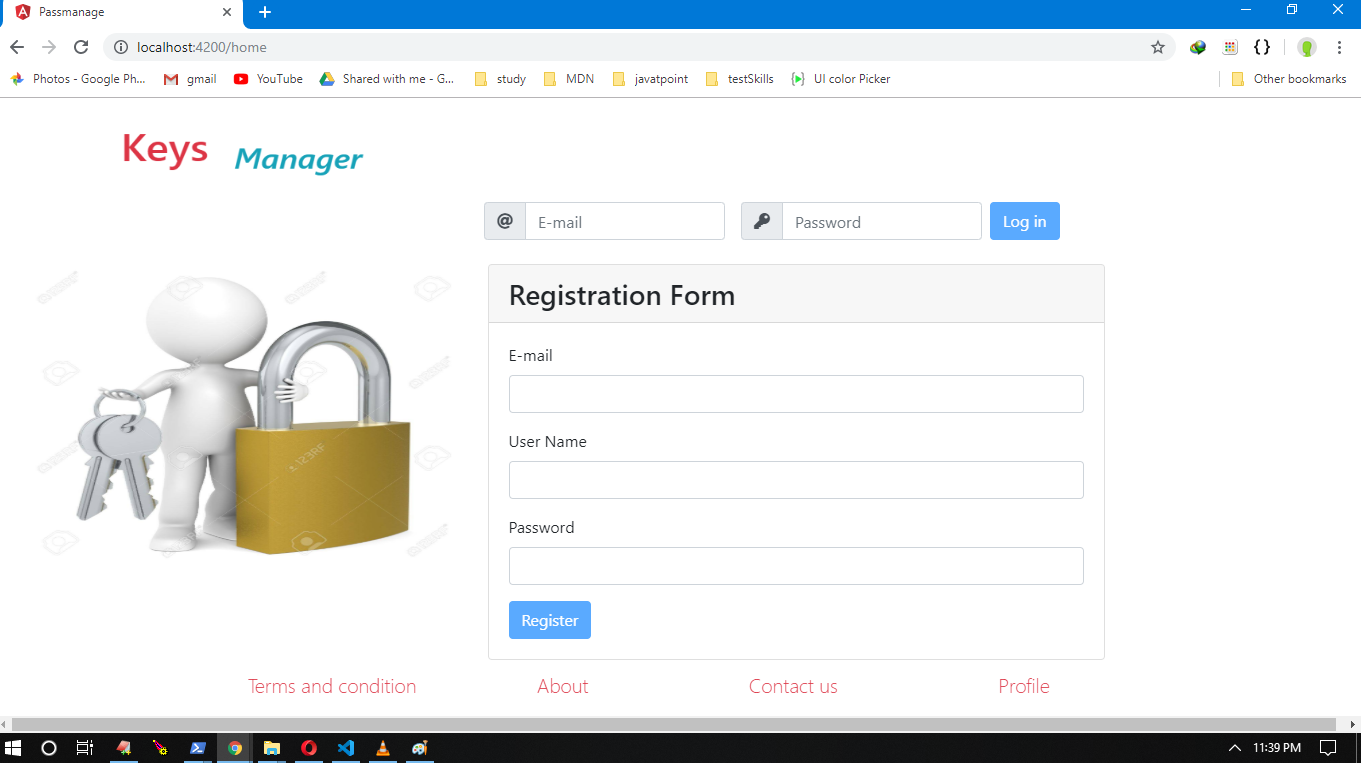 Passmanage
localhost:4200/home
Photos - Google Ph... gmail YouTube Shared with me - G... study MDN javatpoint testSkills UI color Picker Other bookmarks
Keys Manager
@ E-mail Password Log in
Registration Form
E-mail
User Name
Password
Register
123RF
Terms and condition About Contact us Profile
11:39 PM